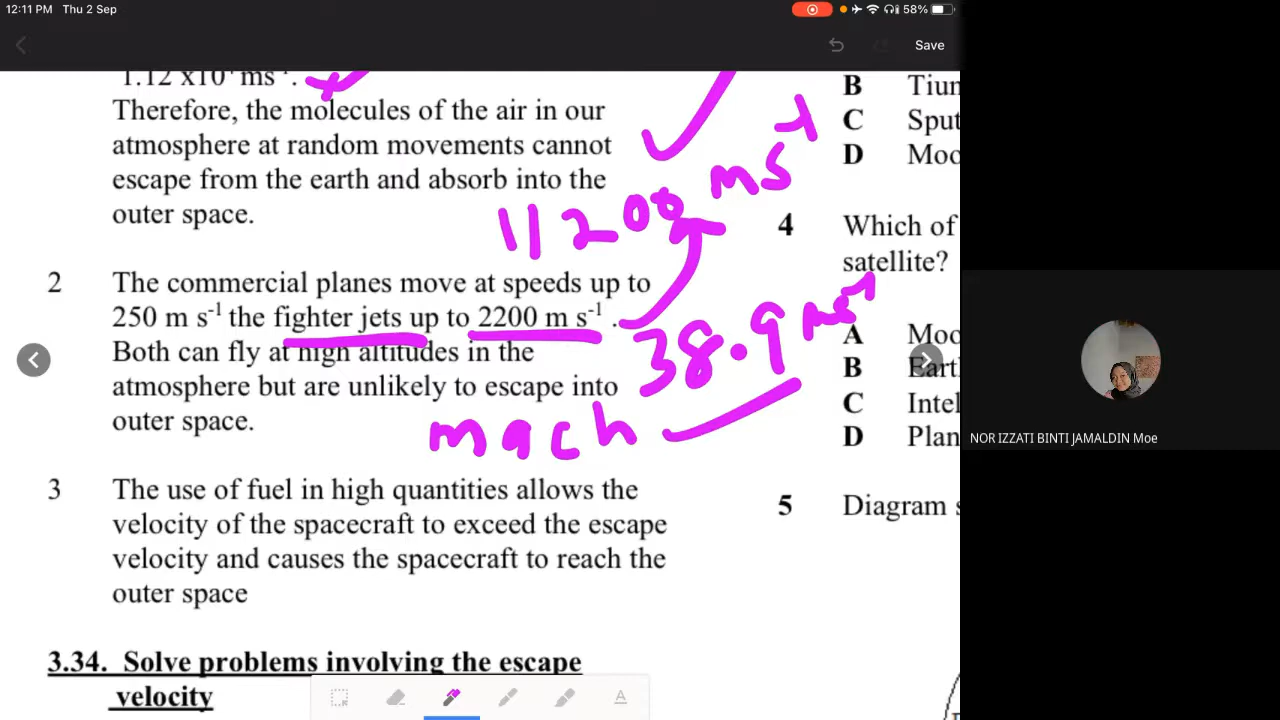 12:11 PM Thu 2 Sep
58%
Save
1.12 x10⁴ ms⁻¹.
Therefore, the molecules of the air in our
atmosphere at random movements cannot
escape from the earth and absorb into the
outer space.
11200 ms⁻¹
2 The commercial planes move at speeds up to
250 m s⁻¹ the fighter jets up to 2200 m s⁻¹ .
Both can fly at high altitudes in the
atmosphere but are unlikely to escape into
outer space.
38.9 ms⁻¹
mach
3 The use of fuel in high quantities allows the
velocity of the spacecraft to exceed the escape
velocity and causes the spacecraft to reach the
outer space
3.34. Solve problems involving the escape
velocity
B Tiun
C Sput
D Moo
4 Which of
satellite?
A Moo
B Earth
C Intel
D Plan
5 Diagram s
A
NOR IZZATI BINTI JAMALDIN Moe